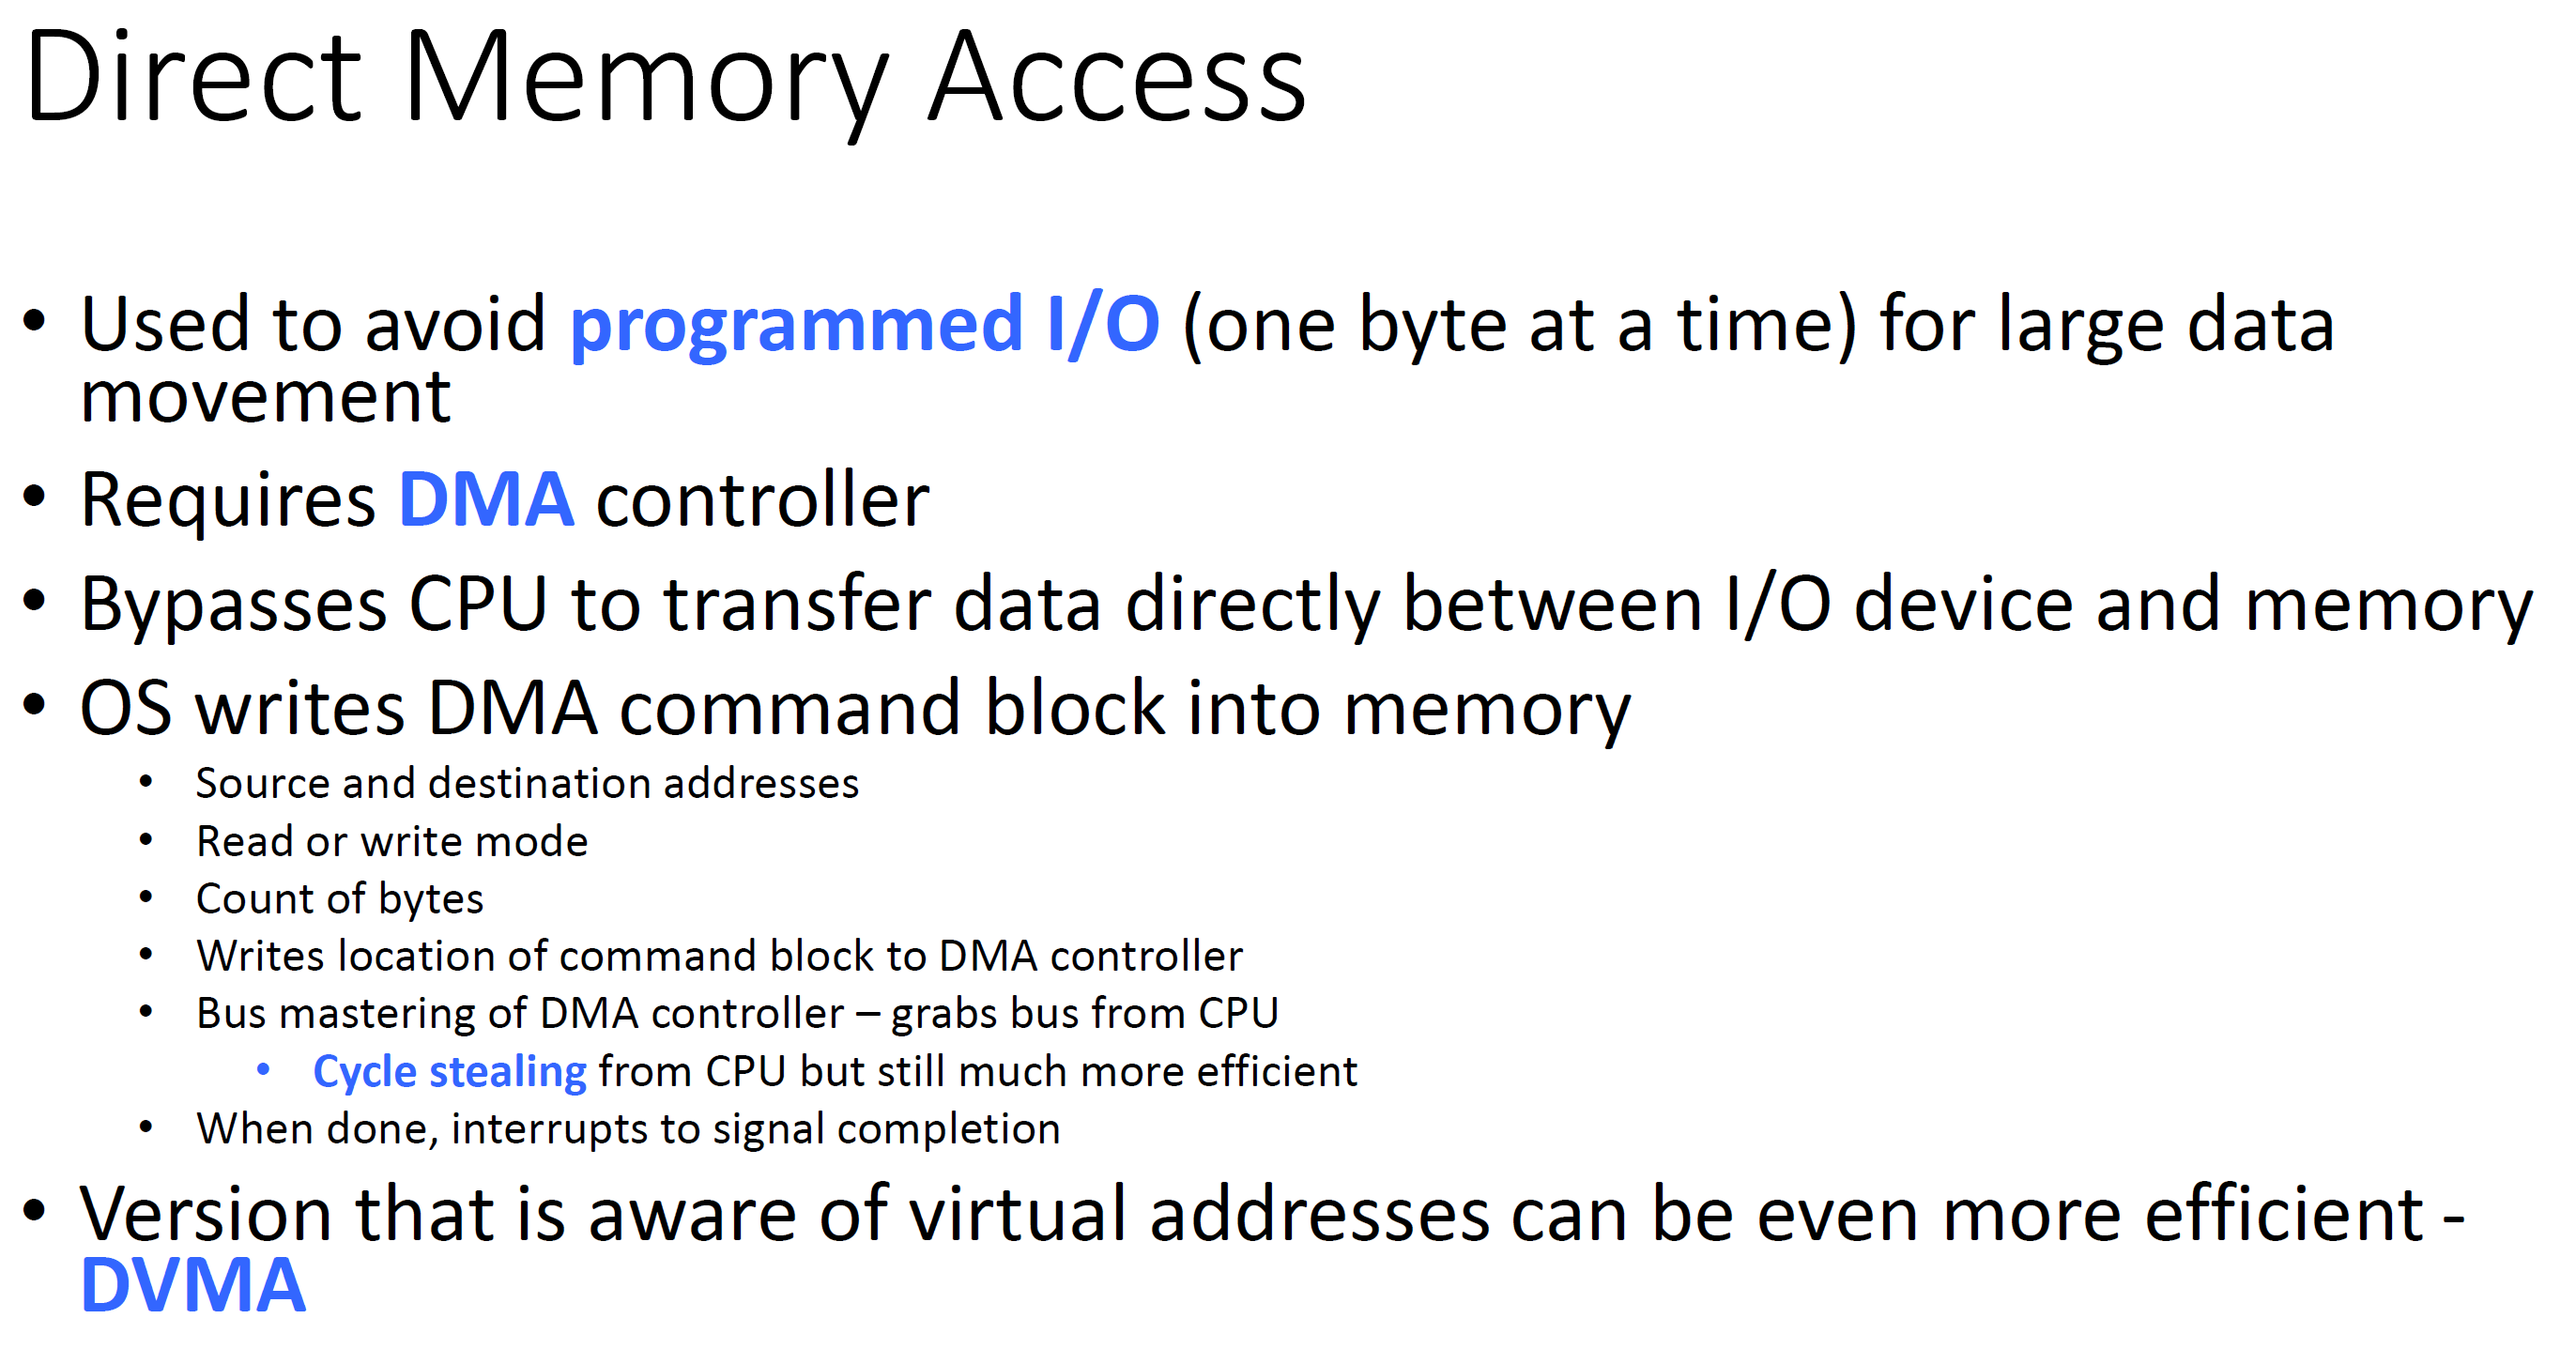 Direct Memory Access
• Used to avoid programmed I/O (one byte at a time) for large data
movement
• Requires DMA controller
• Bypasses CPU to transfer data directly between I/O device and memory
• OS writes DMA command block into memory
• Source and destination addresses
• Read or write mode
• Count of bytes
• Writes location of command block to DMA controller
• Bus mastering of DMA controller – grabs bus from CPU
• Cycle stealing from CPU but still much more efficient
• When done, interrupts to signal completion
• Version that is aware of virtual addresses can be even more efficient -
DVMA